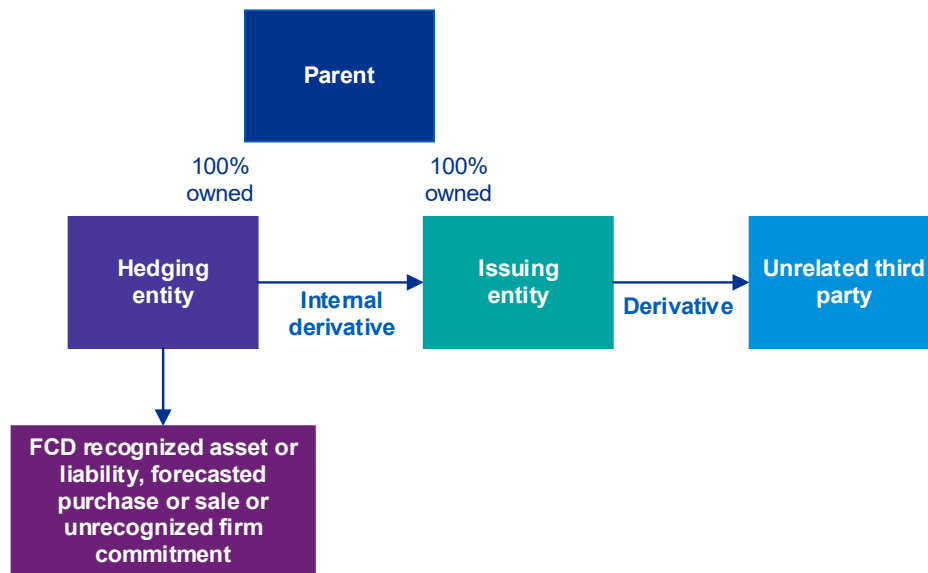 Parent
100%
owned
100%
owned
Hedging
entity
Internal
derivative
Issuing
entity
Derivative
Unrelated third
party
FCD recognized asset or
liability, forecasted
purchase or sale or
unrecognized firm
commitment